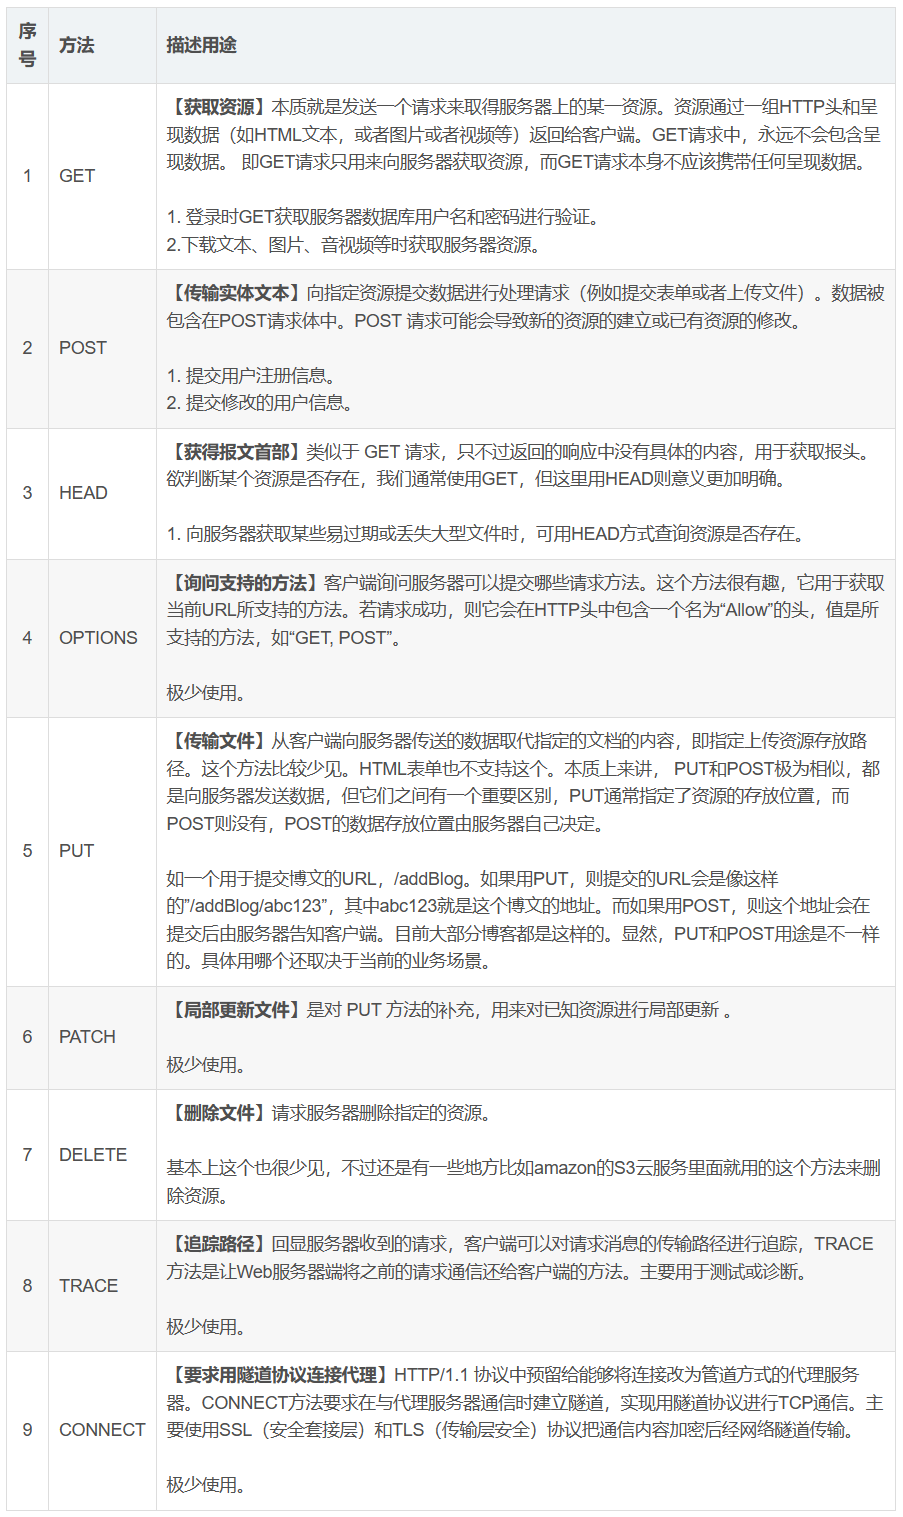 序号 方法 描述用途
【获取资源】本质就是发送一个请求来取得服务器上的某一资源。资源通过一组HTTP头和呈
现数据（如HTML文本，或者图片或者视频等）返回给客户端。GET请求中，永远不会包含呈
1 GET 现数据。 即GET请求只用来向服务器获取资源，而GET请求本身不应该携带任何呈现数据。
1. 登录时GET获取服务器数据库用户名和密码进行验证。
2.下载文本、图片、音视频等时获取服务器资源。
【传输实体文本】向指定资源提交数据进行处理请求（例如提交表单或者上传文件）。数据被
包含在POST请求体中。POST 请求可能会导致新的资源的建立或已有资源的修改。
2 POST
1. 提交用户注册信息。
2. 提交修改的用户信息。
【获得报文首部】类似于 GET 请求，只不过返回的响应中没有具体的内容，用于获取报头。
欲判断某个资源是否存在，我们通常使用GET，但这里用HEAD则意义更加明确。
3 HEAD
1. 向服务器获取某些易过期或丢失大型文件时，可用HEAD方式查询资源是否存在。
【询问支持的方法】客户端询问服务器可以提交哪些请求方法。这个方法很有趣，它用于获取
当前URL所支持的方法。若请求成功，则它会在HTTP头中包含一个名为“Allow”的头，值是所
4 OPTIONS 支持的方法，如“GET, POST”。
极少使用。
【传输文件】从客户端向服务器传送的数据取代指定的文档的内容，即指定上传资源存放路
径。这个方法比较少见。HTML表单也不支持这个。本质上来讲， PUT和POST极为相似，都
是向服务器发送数据，但它们之间有一个重要区别，PUT通常指定了资源的存放位置，而
POST则没有，POST的数据存放位置由服务器自己决定。
5 PUT
如一个用于提交博文的URL，/addBlog。如果用PUT，则提交的URL会是像这样
的”/addBlog/abc123”，其中abc123就是这个博文的地址。而如果用POST，则这个地址会在
提交后由服务器告知客户端。目前大部分博客都是这样的。显然，PUT和POST用途是不一样
的。具体用哪个还取决于当前的业务场景。
【局部更新文件】是对 PUT 方法的补充，用来对已知资源进行局部更新 。
6 PATCH
极少使用。
【删除文件】请求服务器删除指定的资源。
7 DELETE
基本上这个也很少见，不过还是有一些地方比如amazon的S3云服务里面就用的这个方法来删
除资源。
【追踪路径】回显服务器收到的请求，客户端可以对请求消息的传输路径进行追踪，TRACE
方法是让Web服务器端将之前的请求通信还给客户端的方法。主要用于测试或诊断。
8 TRACE
极少使用。
【要求用隧道协议连接代理】HTTP/1.1 协议中预留给能够将连接改为管道方式的代理服务
器。CONNECT方法要求在与代理服务器通信时建立隧道，实现用隧道协议进行TCP通信。主
9 CONNECT 要使用SSL（安全套接层）和TLS（传输层安全）协议把通信内容加密后经网络隧道传输。
极少使用。